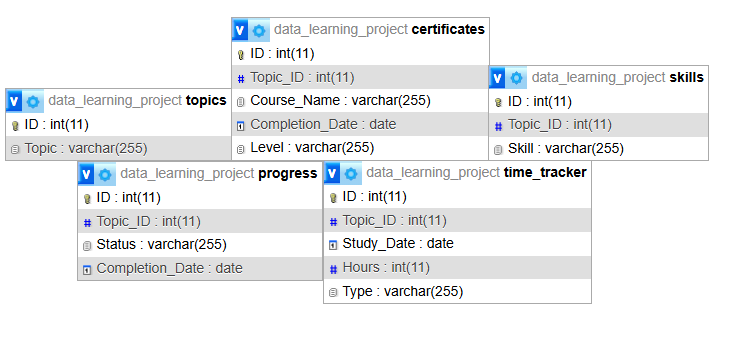 data_learning_project certificates
ID : int(11)
Topic_ID : int(11)
Course_Name : varchar(255)
Completion_Date : date
Level : varchar(255)
data_learning_project skills
ID : int(11)
Topic_ID : int(11)
Skill : varchar(255)
data_learning_project topics
ID : int(11)
Topic : varchar(255)
data_learning_project progress
ID : int(11)
Topic_ID : int(11)
Status : varchar(255)
Completion_Date : date
data_learning_project time_tracker
ID : int(11)
Topic_ID : int(11)
Study_Date : date
Hours : int(11)
Type : varchar(255)